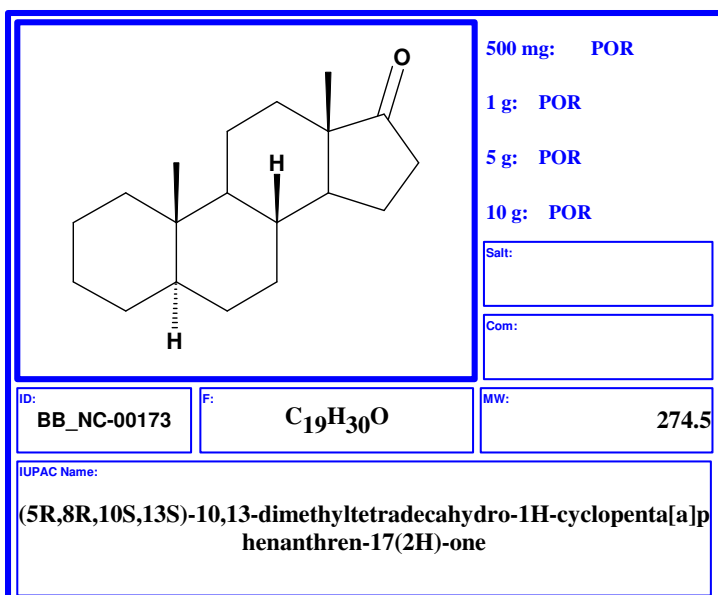 O
H
H
500 mg: POR
1 g: POR
5 g: POR
10 g: POR
Salt:
Com:
ID:
BB_NC-00173
F:
C19H30O
MW:
274.5
IUPAC Name:
(5R,8R,10S,13S)-10,13-dimethyltetradecahydro-1H-cyclopenta[a]p
henanthren-17(2H)-one